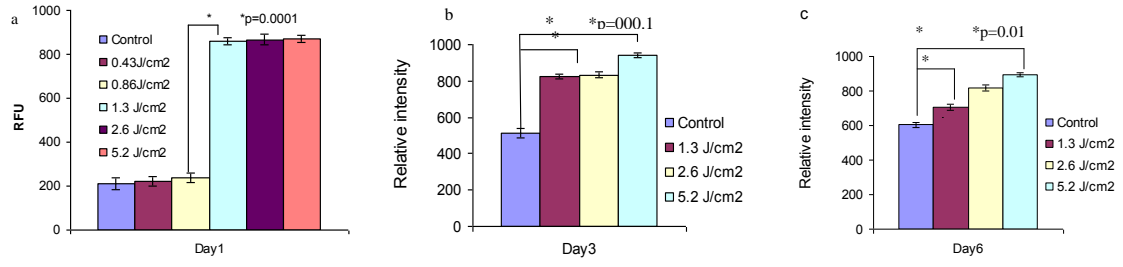 a
* *p=0.0001
1000
800
600
400
200
0
RFU
Control
0.43J/cm2
0.86J/cm2
1.3 J/cm2
2.6 J/cm2
5.2 J/cm2
Day1
b
* *p=000.1
*
1000
800
600
400
200
0
Relative intensity
Control
1.3 J/cm2
2.6 J/cm2
5.2 J/cm2
Day3
c
* *p=0.01
*
1000
800
600
400
200
0
Relative intensity
Control
1.3 J/cm2
2.6 J/cm2
5.2 J/cm2
Day6